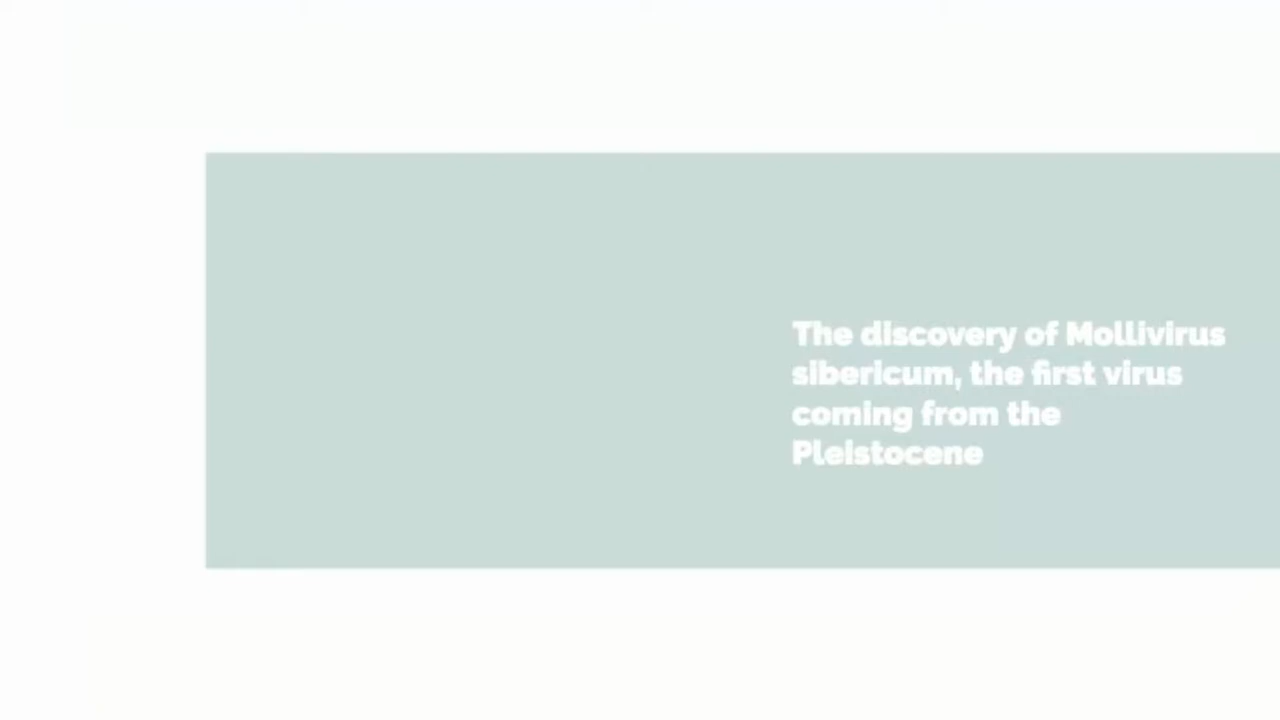 The discovery of Mollivirus
sibericum, the first virus
coming from the
Pleistocene